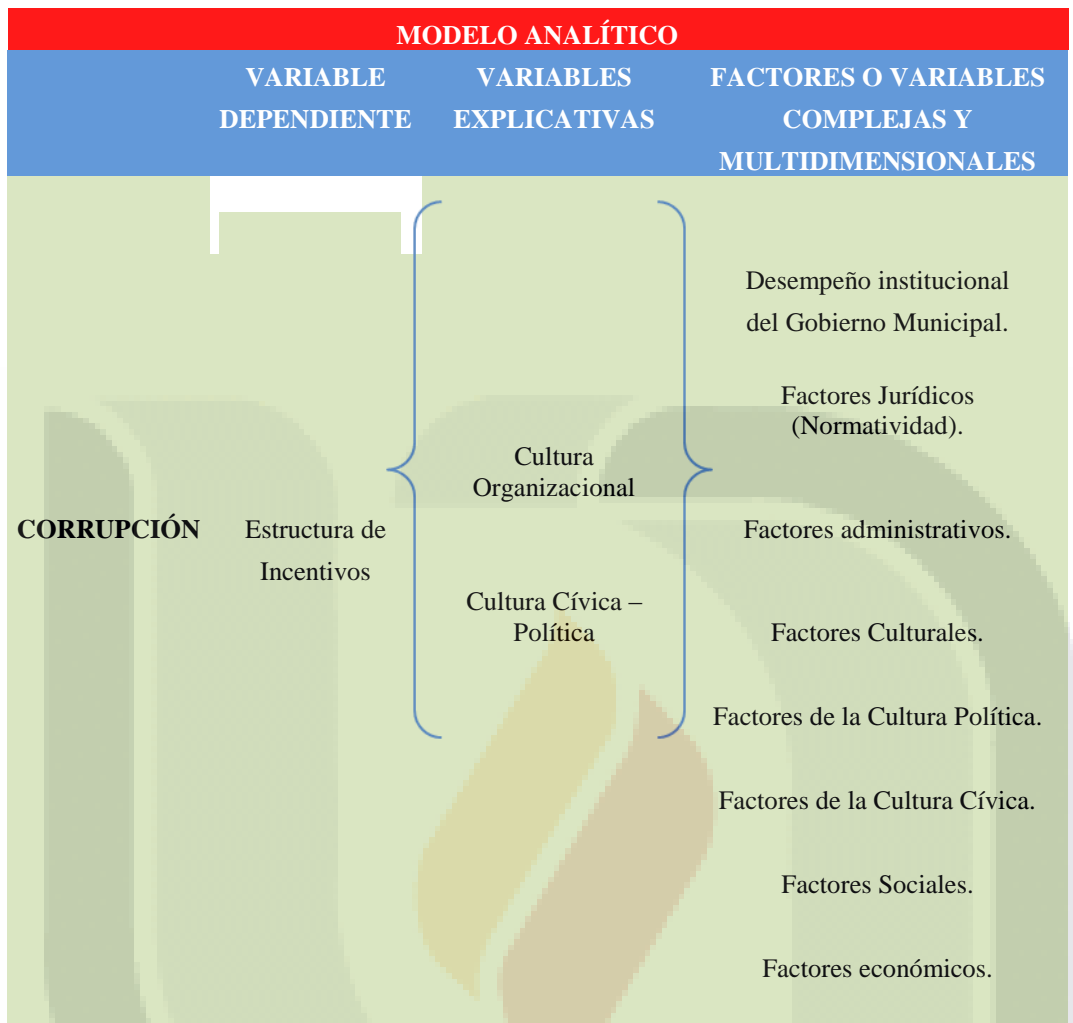 MODELO ANALÍTICO
VARIABLE
DEPENDIENTE
VARIABLES
EXPLICATIVAS
FACTORES O VARIABLES
COMPLEJAS Y
MULTIDIMENSIONALES
CORRUPCIÓN
Estructura de
Incentivos
Cultura
Organizacional
Cultura Cívica –
Política
Desempeño institucional
del Gobierno Municipal.
Factores Jurídicos
(Normatividad).
Factores administrativos.
Factores Culturales.
Factores de la Cultura Política.
Factores de la Cultura Cívica.
Factores Sociales.
Factores económicos.